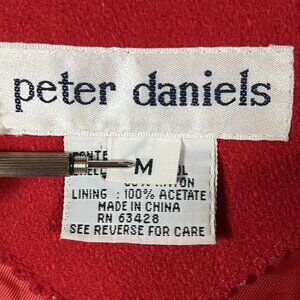 peter daniels
M
LINING : 100% ACETATE
MADE IN CHINA
RN 63428
SEE REVERSE FOR CARE